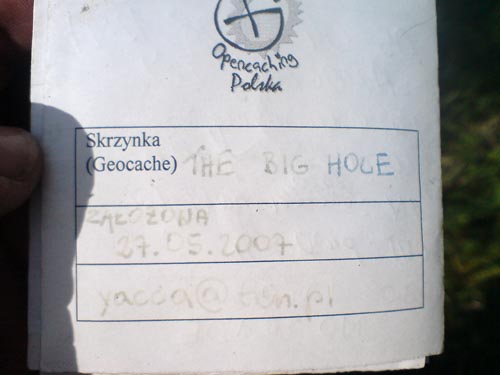 Opencaching
Polska
Skrzynka
(Geocache) THE BIG HOLE
ZAŁOŻONA
27.05.2007